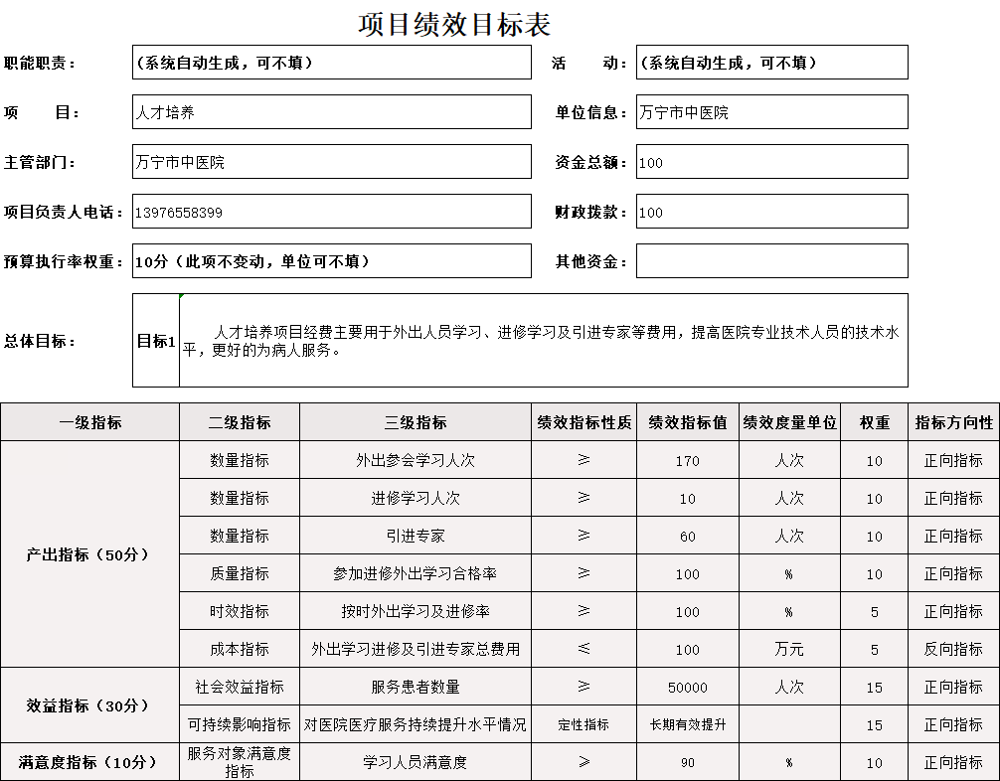 项目绩效目标表
职能职责： （系统自动生成，可不填） 活 动： （系统自动生成，可不填）
项 目： 人才培养 单位信息： 万宁市中医院
主管部门： 万宁市中医院 资金总额： 100
项目负责人电话： 13976558399 财政拨款： 100
预算执行率权重： 10分（此项不变动，单位可不填） 其他资金：
总体目标： 目标1 人才培养项目经费主要用于外出人员学习、进修学习及引进专家等费用，提高医院专业技术人员的技术水
平，更好的为病人服务。
一级指标 二级指标 三级指标 绩效指标性质 绩效指标值 绩效度量单位 权重 指标方向性
产出指标（50分） 数量指标 外出参会学习人次 ≥ 170 人次 10 正向指标
数量指标 进修学习人次 ≥ 10 人次 10 正向指标
数量指标 引进专家 ≥ 60 人次 10 正向指标
质量指标 参加进修外出学习合格率 ≥ 100 % 10 正向指标
时效指标 按时外出学习及进修率 ≥ 100 % 5 正向指标
成本指标 外出学习进修及引进专家总费用 ≤ 100 万元 5 反向指标
效益指标（30分） 社会效益指标 服务患者数量 ≥ 50000 人次 15 正向指标
可持续影响指标 对医院医疗服务持续提升水平情况 定性指标 长期有效提升 15 正向指标
满意度指标（10分） 服务对象满意度
指标 学习人员满意度 ≥ 90 % 10 正向指标